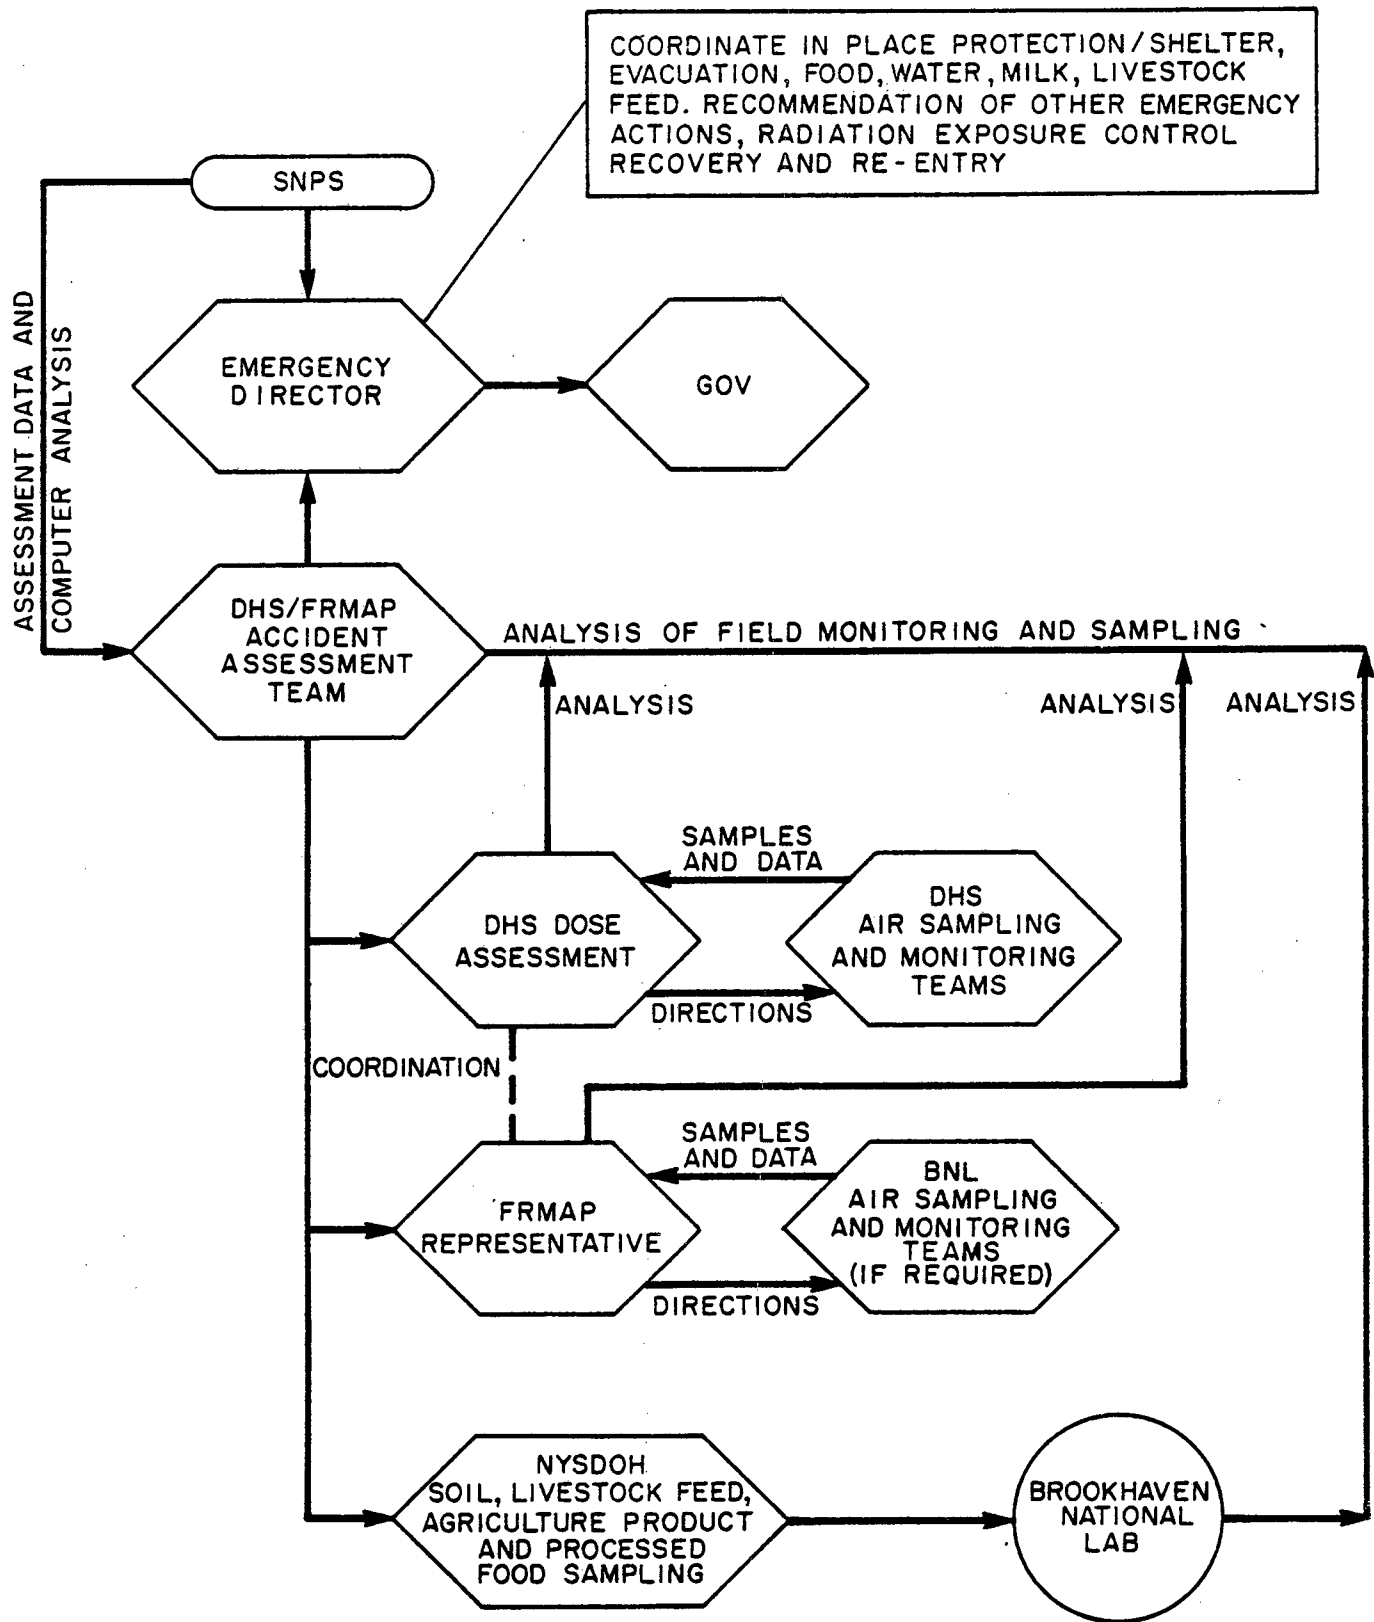 COORDINATE IN PLACE PROTECTION/SHELTER,
EVACUATION, FOOD, WATER, MILK, LIVESTOCK
FEED. RECOMMENDATION OF OTHER EMERGENCY
ACTIONS, RADIATION EXPOSURE CONTROL
RECOVERY AND RE-ENTRY
SNPS
ASSESSMENT DATA AND
COMPUTER ANALYSIS
EMERGENCY
DIRECTOR
GOV
DHS/FRMAP
ACCIDENT
ASSESSMENT
TEAM
ANALYSIS OF FIELD MONITORING AND SAMPLING
ANALYSIS
ANALYSIS
ANALYSIS
SAMPLES
AND DATA
DHS DOSE
ASSESSMENT
DHS
AIR SAMPLING
AND MONITORING
TEAMS
DIRECTIONS
COORDINATION
SAMPLES
AND DATA
FRMAP
REPRESENTATIVE
BNL
AIR SAMPLING
AND MONITORING
TEAMS
(IF REQUIRED)
DIRECTIONS
NYSDOH
SOIL, LIVESTOCK FEED,
AGRICULTURE PRODUCT
AND PROCESSED
FOOD SAMPLING
BROOKHAVEN
NATIONAL
LAB